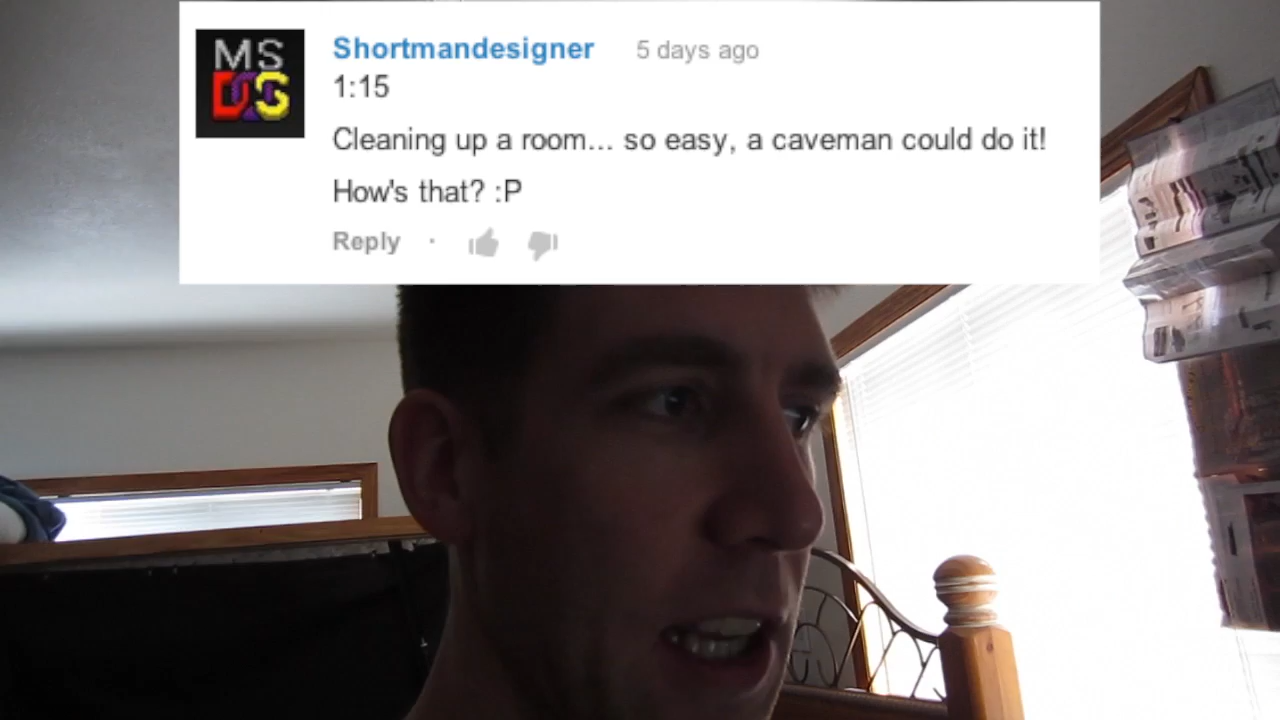 MS
DOS
Shortmandesigner 5 days ago
1:15
Cleaning up a room... so easy, a caveman could do it!
How's that? :P
Reply ·